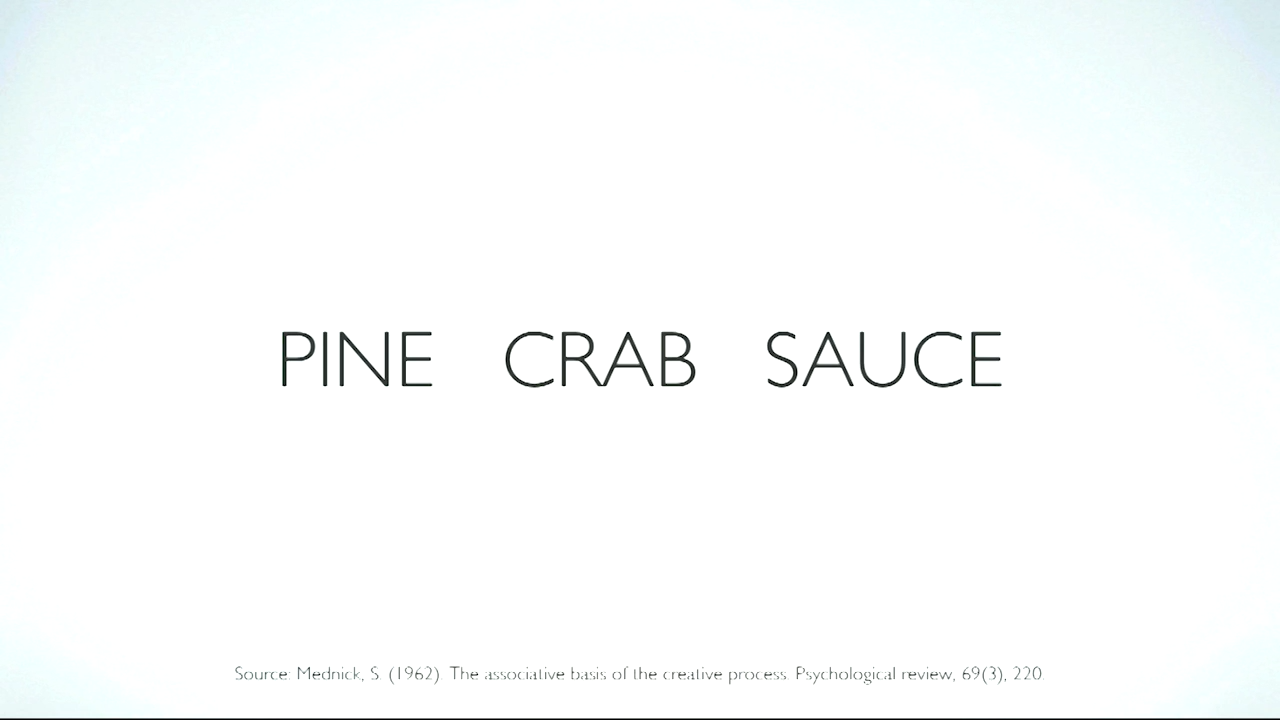 PINE CRAB SAUCE
Source: Mednick, S. (1962). The associative basis of the creative process. Psychological review, 69(3), 220.